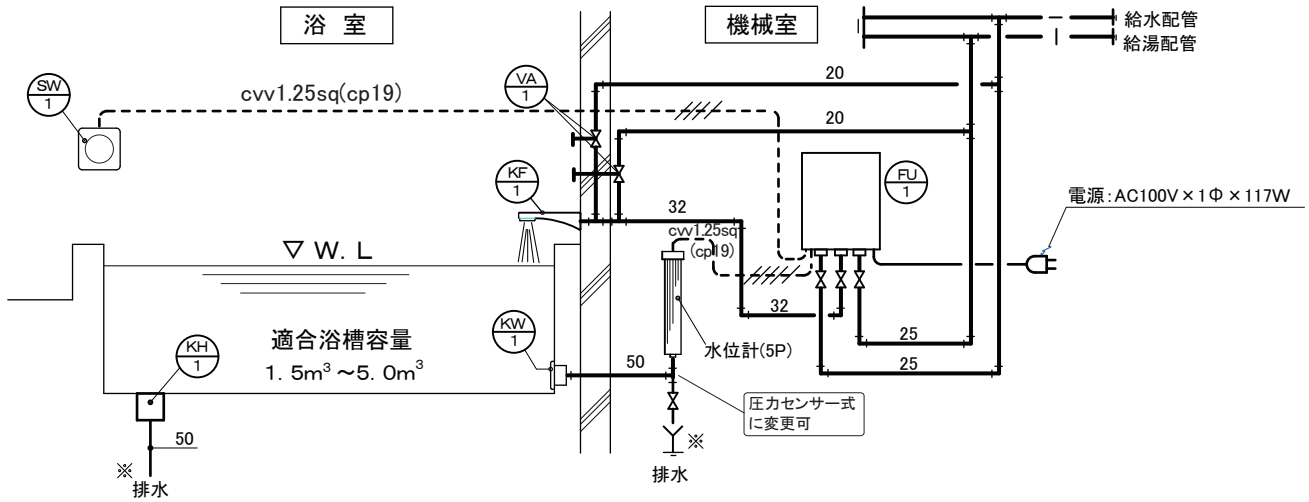 浴 室
機械室
給水配管
給湯配管
SW
1
cvv1.25sq(cp19)
VA
1
20
20
KF
1
FU
1
電源:AC100V×1Φ×117W
32
cvv1.25sq
(cp19)
▽ W. L
32
適合浴槽容量
1. 5m³ ~5. 0m³
KW
1
水位計(5P)
25
25
KH
1
50
圧力センサー式
に変更可
50
※
排水
※
排水